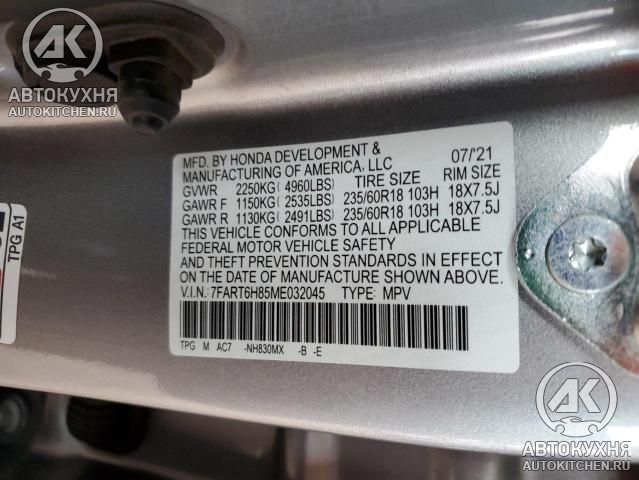 AK
АВТОКУХНЯ
AUTOKITCHEN.RU
MFD. BY HONDA DEVELOPMENT & 07/'21
MANUFACTURING OF AMERICA, LLC
GVWR 2250KG( 4960LBS) TIRE SIZE RIM SIZE
GAWR F 1150KG( 2535LBS) 235/60R18 103H 18X7.5J
GAWR R 1130KG( 2491LBS) 235/60R18 103H 18X7.5J
THIS VEHICLE CONFORMS TO ALL APPLICABLE
FEDERAL MOTOR VEHICLE SAFETY
AND THEFT PREVENTION STANDARDS IN EFFECT
ON THE DATE OF MANUFACTURE SHOWN ABOVE.
V.I.N.: 7FART6H85ME032045 TYPE: MPV
TPG M AC7 -NH830MX -B -E
TPG A1
AK
АВТОКУХНЯ
AUTOKITCHEN.RU